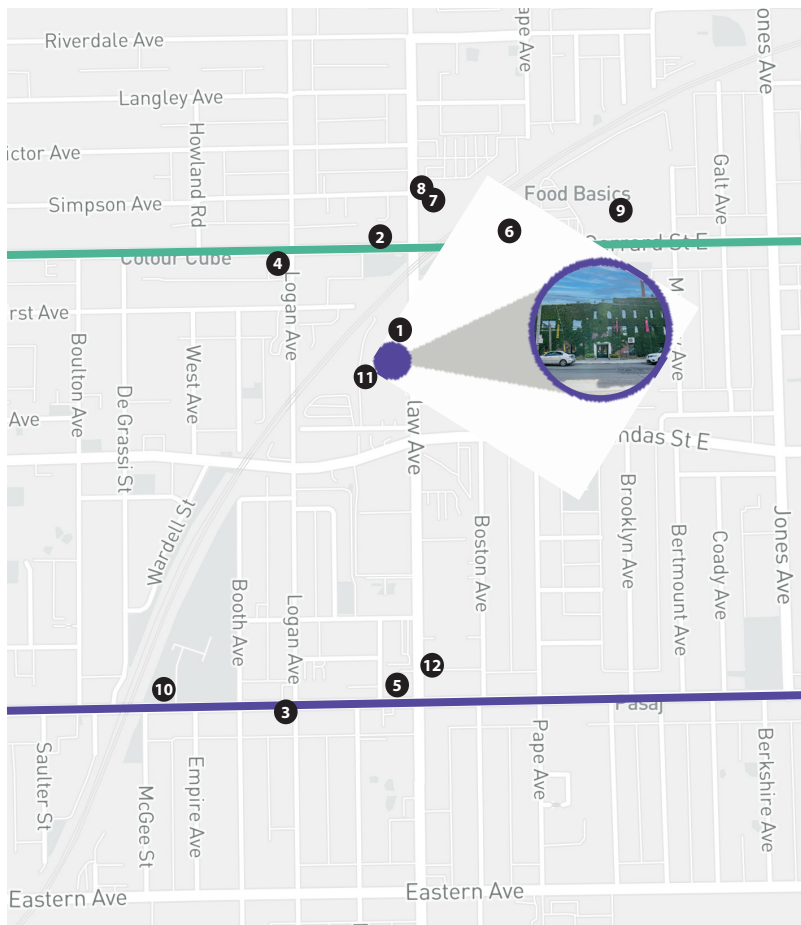 Riverdale Ave
ape Ave
ones Ave
Langley Ave
Howland Rd
ictor Ave
Galt Ave
Simpson Ave
8
7
Food Basics
9
6
2
Gerrard St E
Colour Cube
4
Logan Ave
rst Ave
M
1
Boulton Ave
West Ave
Ave
11
De Grassi St
Ave
law Ave
ndas St E
Wardell St
Boston Ave
Brooklyn Ave
Bertmount Ave
Coady Ave
Jones Ave
Booth Ave
Logan Ave
12
5
10
3
Pasaj
Saulter St
Empire Ave
McGee St
Pape Ave
Berkshire Ave
Eastern Ave
Eastern Ave